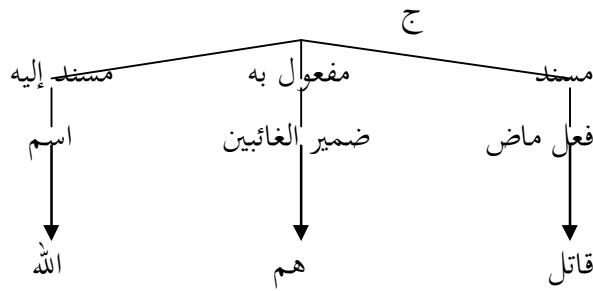 ج
مسند مفعول به مسند إليه
فعل ماض ضمير الغائبين اسم
قاتل هم الله